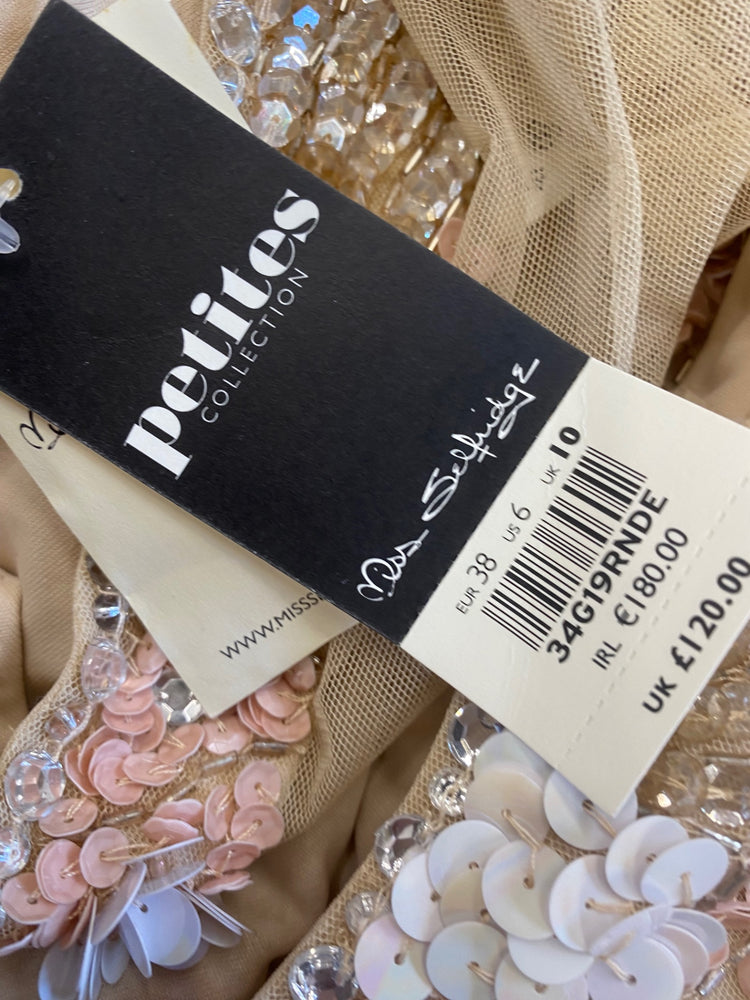 petites
COLLECTION
Miss Selfridge
EUR 38 US 6 UK 10
34G19RNDE
IRL €180.00
UK £120.00
WWW.MISSS